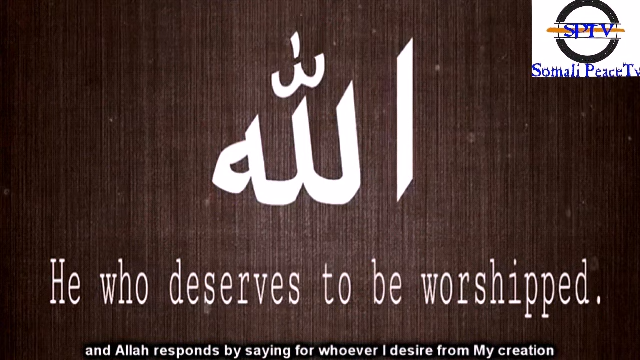 SPTV
Somali PeaceTv
الله
He who deserves to be worshipped.
and Allah responds by saying for whoever I desire from My creation